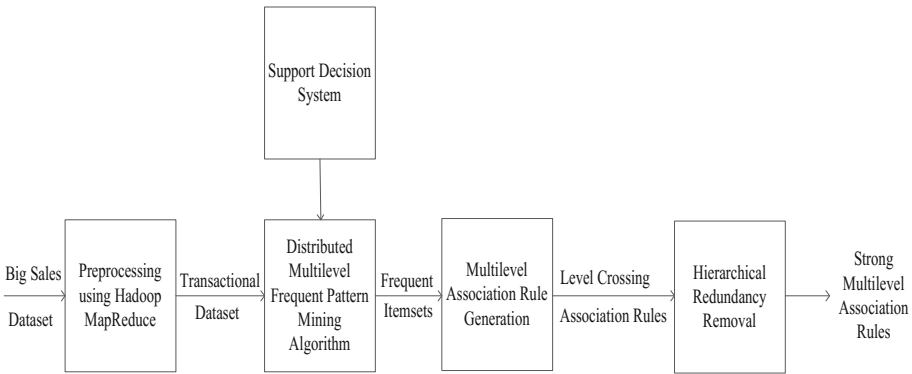 Support Decision
System
Big Sales
Dataset
Preprocessing
using Hadoop
MapReduce
Transactional
Dataset
Distributed
Multilevel
Frequent Pattern
Mining
Algorithm
Frequent
Itemsets
Multilevel
Association Rule
Generation
Level Crossing
Association Rules
Hierarchical
Redundancy
Removal
Strong
Multilevel
Association
Rules